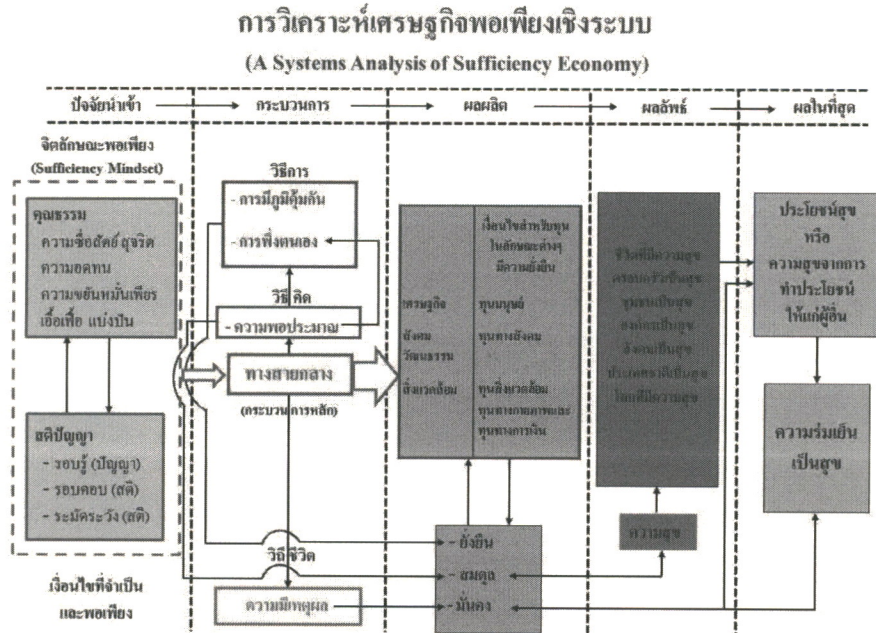 การวิเคราะห์เศรษฐกิจพอเพียงเชิงระบบ
(A Systems Analysis of Sufficiency Economy)
ปัจจัยนำเข้า
กระบวนการ
ผลผลิต
ผลลัพธ์
ผลในที่สุด
จิตลักษณะพอเพียง
(Sufficiency Mindset)
คุณธรรม
ความซื่อสัตย์ สุจริต
ความอดทน
ความขยันหมั่นเพียร
เอื้อเฟื้อ แบ่งปัน
สติปัญญา
- รอบรู้ (ปัญญา)
- รอบคอบ (สติ)
- ระมัดระวัง (สติ)
เงื่อนไขที่จำเป็น
และพอเพียง
วิธีการ
- การมีภูมิคุ้มกัน
- การพึ่งตนเอง
วิธีคิด
- ความพอประมาณ
ทางสายกลาง
(กระบวนการหลัก)
วิถีชีวิต
ความมีเหตุผล
เงื่อนไขสำหรับทุน
ในลักษณะต่างๆ
มีความยั่งยืน
เศรษฐกิจ
ทุนมนุษย์
สังคม
ทุนทางสังคม
วัฒนธรรม
สิ่งแวดล้อม
ทุนสิ่งแวดล้อม
ทุนทางกายภาพและ
ทุนทางการเงิน
- ยั่งยืน
- สมดุล
- มั่นคง
ชีวิตที่มีความสุข
ครอบครัวเป็นสุข
ชุมชนเป็นสุข
องค์กรเป็นสุข
สังคมเป็นสุข
ประเทศชาติเป็นสุข
โลกที่มีความสุข
ความสุข
ประโยชน์สุข
หรือ
ความสุขจากการ
ทำประโยชน์
ให้แก่ผู้อื่น
ความร่มเย็น
เป็นสุข